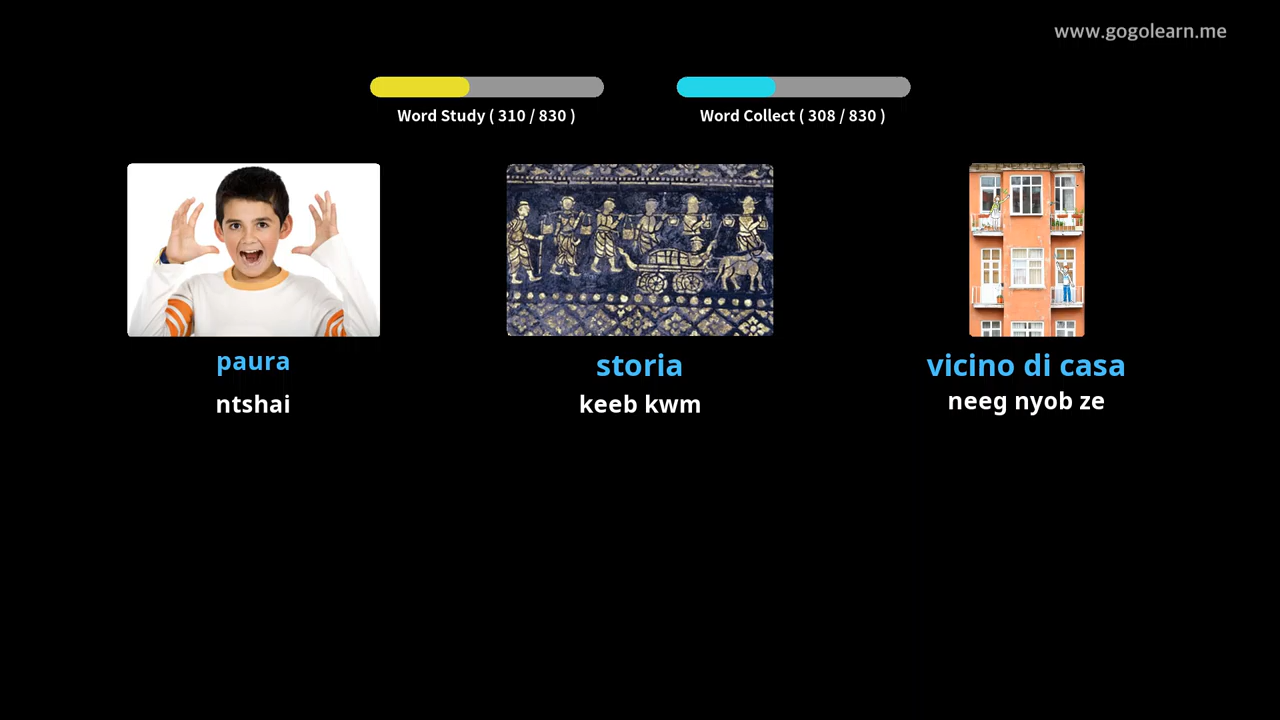 www.gogolearn.me
Word Study ( 310 / 830 )
Word Collect ( 308 / 830 )
paura
storia
vicino di casa
ntshai
keeb kwm
neeg nyob ze